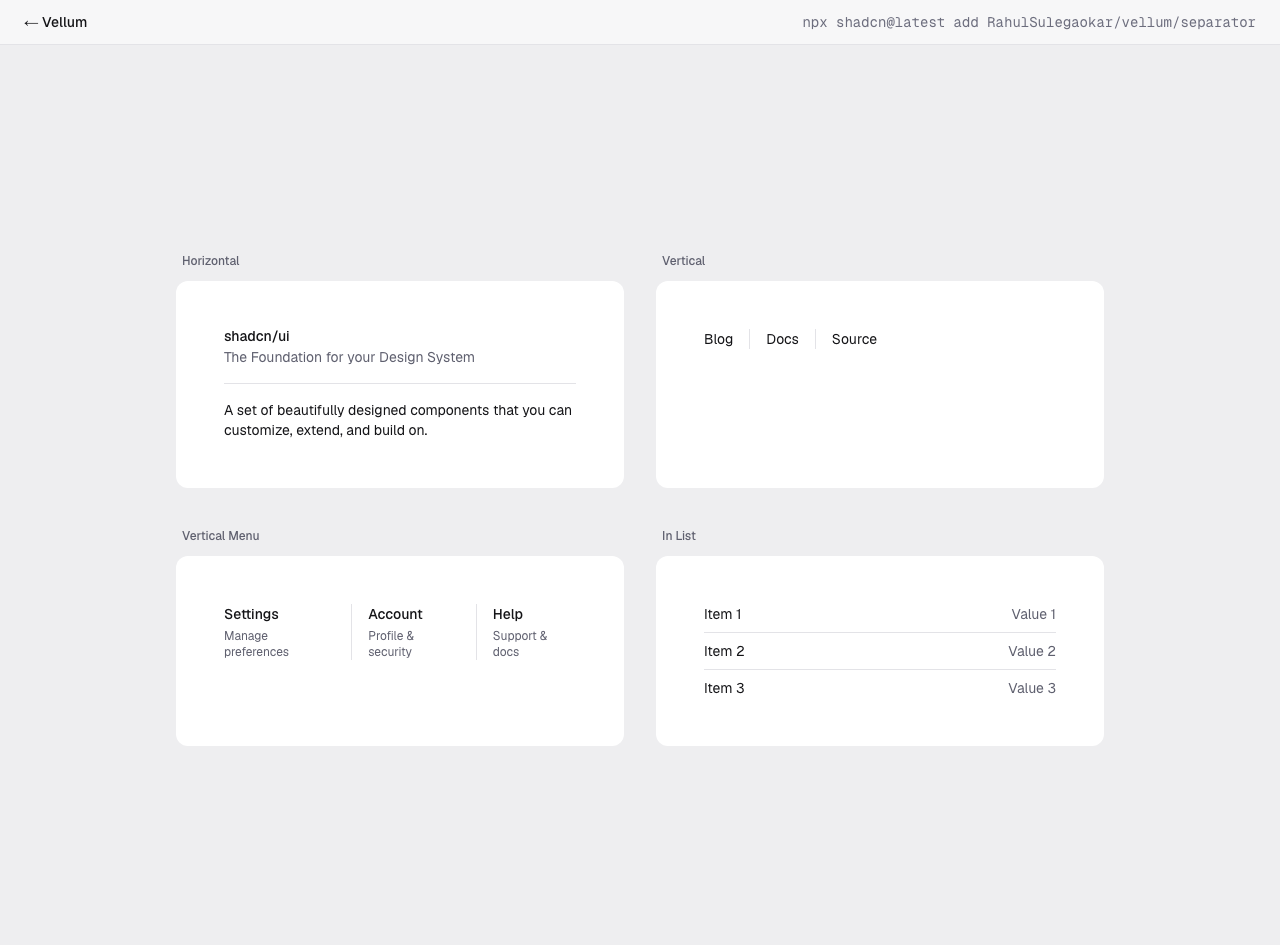 ← Vellum
npx shadcn@latest add RahulSulegaokar/vellum/separator
Horizontal
shadcn/ui
The Foundation for your Design System
A set of beautifully designed components that you can
customize, extend, and build on.
Vertical
Blog
Docs
Source
Vertical Menu
Settings
Manage
preferences
Account
Profile &
security
Help
Support &
docs
In List
Item 1 Value 1
Item 2 Value 2
Item 3 Value 3